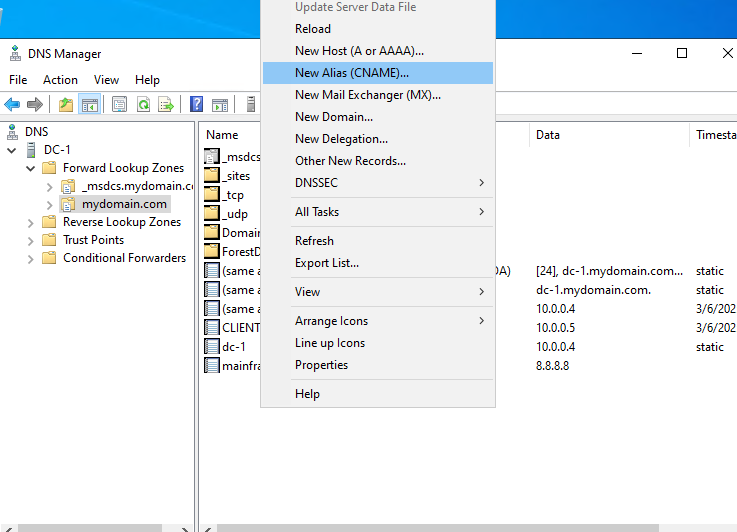 Update Server Data File
Reload
New Host (A or AAAA)...
New Alias (CNAME)...
New Mail Exchanger (MX)...
New Domain...
New Delegation...
Other New Records...
DNSSEC
All Tasks
Refresh
Export List...
View
Arrange Icons
Line up Icons
Properties
Help
DNS Manager
File Action View Help
DNS
DC-1
Forward Lookup Zones
_msdcs.mydomain.co
mydomain.com
Reverse Lookup Zones
Trust Points
Conditional Forwarders
Name Data Timesta
_msdcs
_sites
_tcp
_udp
Domain
ForestD
(same a OA) [24], dc-1.mydomain.com... static
(same a dc-1.mydomain.com. static
(same a 10.0.0.4 3/6/202
CLIENT 10.0.0.5 3/6/202
dc-1 10.0.0.4 static
mainfra 8.8.8.8